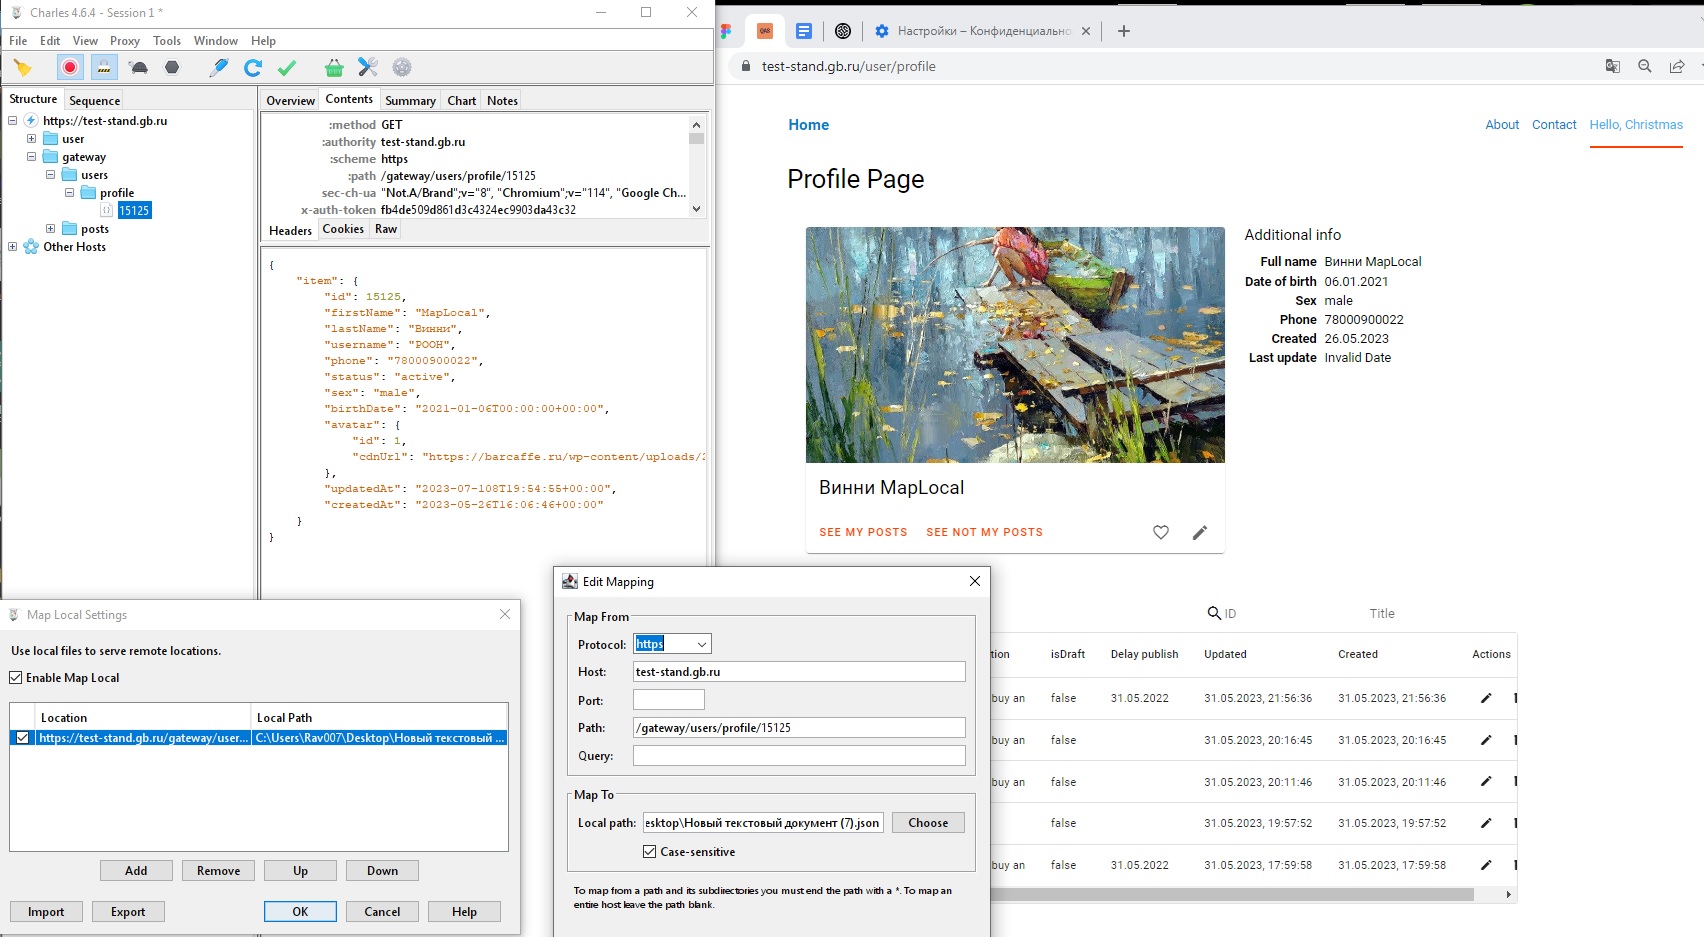 Charles 4.6.4 - Session 1 *
File Edit View Proxy Tools Window Help
Structure Sequence
https://test-stand.gb.ru
user
gateway
users
profile
15125
posts
Other Hosts
Overview Contents Summary Chart Notes
:method GET
:authority test-stand.gb.ru
:scheme https
:path /gateway/users/profile/15125
sec-ch-ua "Not.A/Brand";v="8", "Chromium";v="114", "Google Ch...
x-auth-token fb4de509d861d3c4324ec9903da43c32
Headers Cookies Raw
{
"item": {
"id": 15125,
"firstName": "MapLocal",
"lastName": "Винни",
"username": "POOH",
"phone": "78000900022",
"status": "active",
"sex": "male",
"birthDate": "2021-01-06T00:00:00+00:00",
"avatar": {
"id": 1,
"cdnUrl": "https://barcaffe.ru/wp-content/uploads/2
},
"updatedAt": "2023-07-108T19:54:55+00:00",
"createdAt": "2023-05-26T16:06:46+00:00"
}
}
Map Local Settings
Use local files to serve remote locations.
Enable Map Local
Location Local Path
https://test-stand.gb.ru/gateway/user... C:\Users\Rav007\Desktop\Новый текстовый ...
Add Remove Up Down
Import Export OK Cancel Help
Edit Mapping
Map From
Protocol: https
Host: test-stand.gb.ru
Port:
Path: /gateway/users/profile/15125
Query:
Map To
Local path: esktop\Новый текстовый документ (7).json Choose
Case-sensitive
To map from a path and its subdirectories you must end the path with a *. To map an
entire host leave the path blank.
QAS
Настройки – Конфиденциально
test-stand.gb.ru/user/profile
Home About Contact Hello, Christmas
Profile Page
Additional info
Full name Винни MapLocal
Date of birth 06.01.2021
Sex male
Phone 78000900022
Created 26.05.2023
Last update Invalid Date
Винни MapLocal
SEE MY POSTS SEE NOT MY POSTS
ID Title
tion isDraft Delay publish Updated Created Actions
buy an false 31.05.2022 31.05.2023, 21:56:36 31.05.2023, 21:56:36
false 31.05.2023, 20:16:45 31.05.2023, 20:16:45
buy an false 31.05.2023, 20:11:46 31.05.2023, 20:11:46
false 31.05.2023, 19:57:52 31.05.2023, 19:57:52
buy an false 31.05.2022 31.05.2023, 17:59:58 31.05.2023, 17:59:58